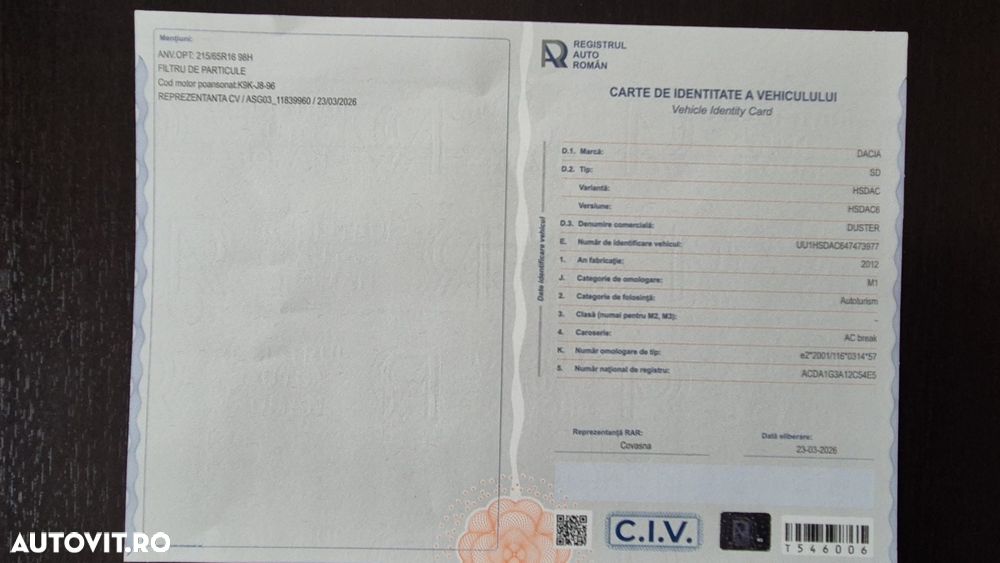 Mențiuni:
ANV.OPT: 215/65R16 98H
FILTRU DE PARTICULE
Cod motor poansonat:K9K-J8-96
REPREZENTANTA CV / ASG03_11839960 / 23/03/2026
REGISTRUL
AUTO
ROMÂN
CARTE DE IDENTITATE A VEHICULULUI
Vehicle Identity Card
Date identificare vehicul
D.1. Marcă: DACIA
D.2. Tip: SD
Variantă: HSDAC
Versiune: HSDAC6
D.3. Denumire comercială: DUSTER
E. Număr de identificare vehicul: UU1HSDAC647473977
1. An fabricație: 2012
J. Categorie de omologare: M1
2. Categorie de folosință: Autoturism
3. Clasă (numai pentru M2, M3): -
4. Caroserie: AC break
K. Număr omologare de tip: e2*2001/116*0314*57
5. Număr național de registru: ACDA1G3A12C54E5
Reprezentanță RAR: Data eliberare:
Covasna 23-03-2026
C.I.V.
T546006
AUTOVIT.RO